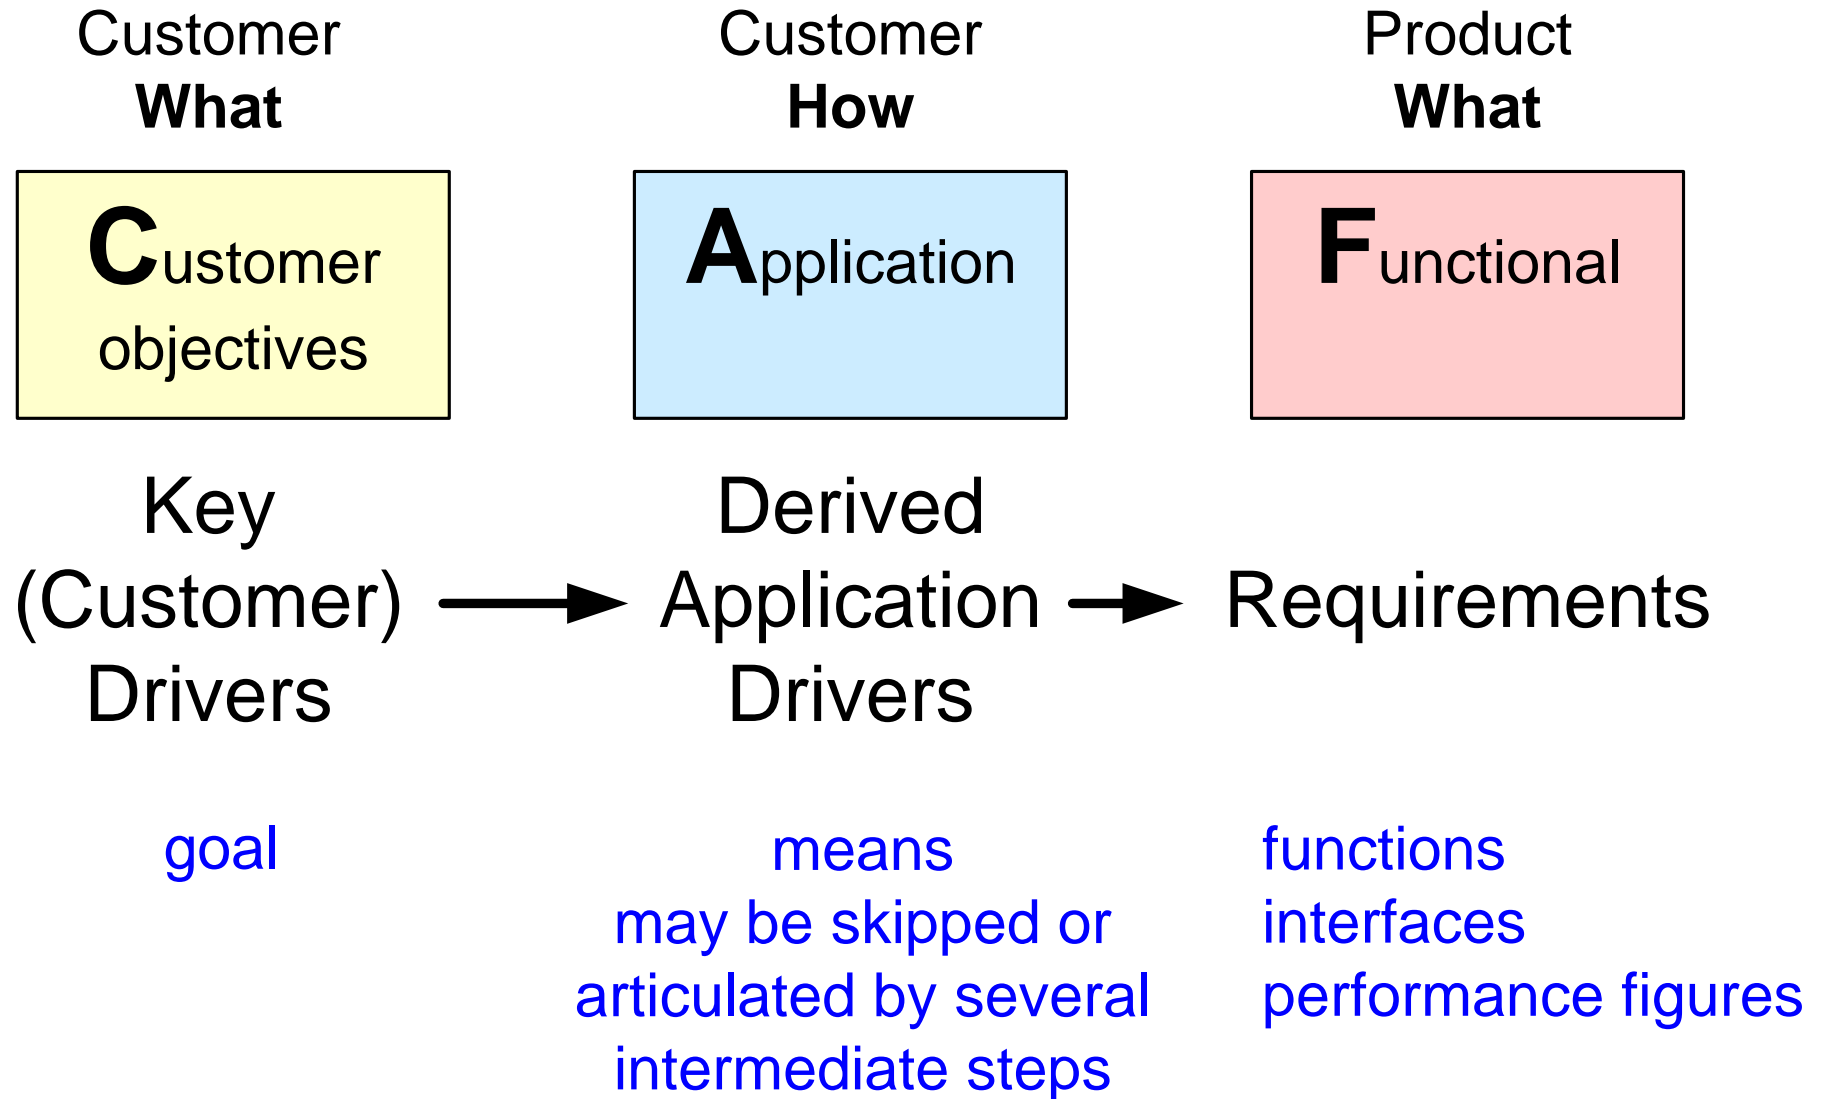 Customer
What
Customer
objectives
Key
(Customer)
Drivers
goal
Customer
How
Application
Derived
Application
Drivers
means
may be skipped or
articulated by several
intermediate steps
Product
What
Functional
Requirements
functions
interfaces
performance figures